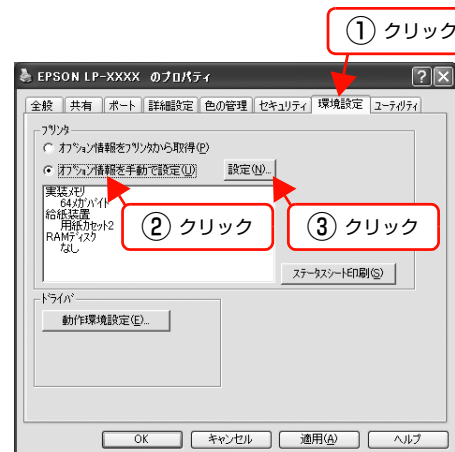 ① クリック
EPSON LP-XXXX のプロパティ
全般 共有 ポート 詳細設定 色の管理 セキュリティ 環境設定 ユーティリティ
プリンタ
オプション情報をプリンタから取得(P)
オプション情報を手動で設定(U) 設定(N)...
実装メモリ
64メガバイト
給紙装置
用紙カセット2
RAMディスク
なし
② クリック ③ クリック
ステータスシート印刷(S)
ドライバ
動作環境設定(E)...
OK キャンセル 適用(A) ヘルプ